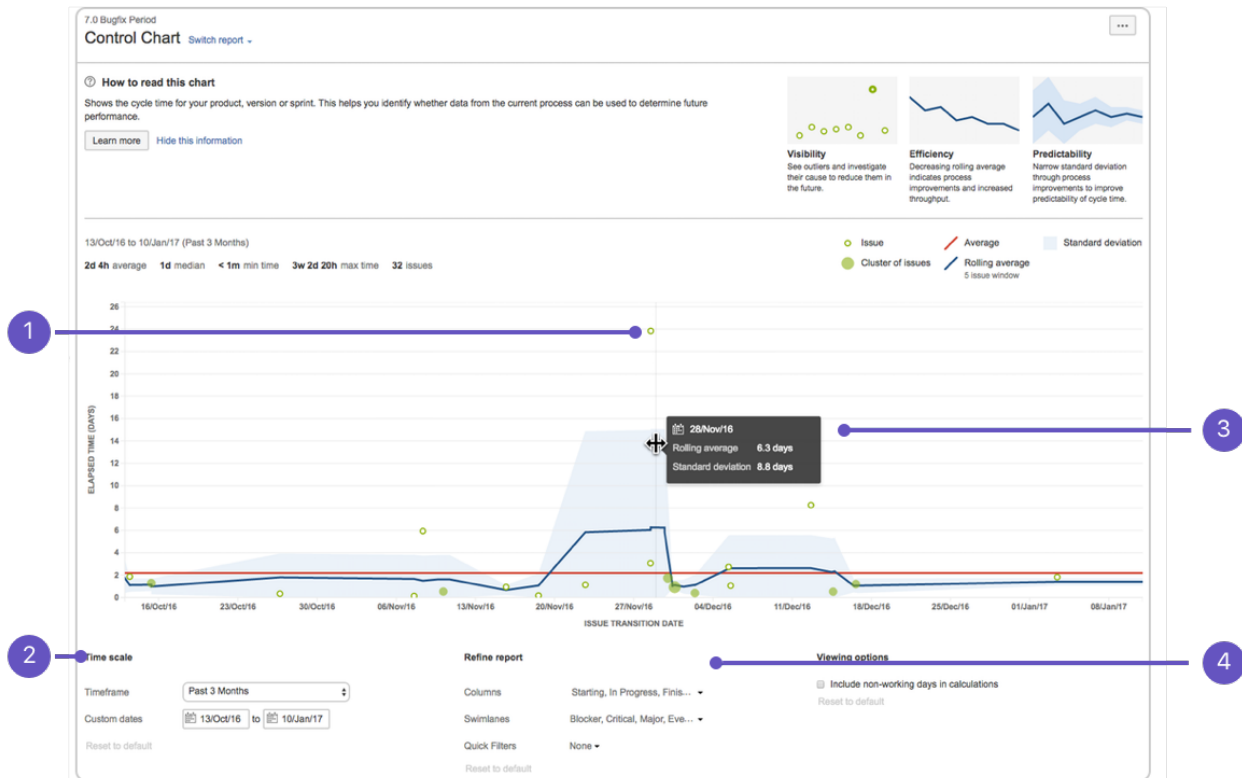 7.0 Bugfix Period
Control Chart Switch report
...
How to read this chart
Shows the cycle time for your product, version or sprint. This helps you identify whether data from the current process can be used to determine future
performance.
Learn more Hide this information
Visibility
See outliers and investigate
their cause to reduce them in
the future.
Efficiency
Decreasing rolling average
indicates process
improvements and increased
throughput.
Predictability
Narrow standard deviation
through process
improvements to improve
predictability of cycle time.
13/Oct/16 to 10/Jan/17 (Past 3 Months)
2d 4h average 1d median < 1m min time 3w 2d 20h max time 32 issues
Issue Average Standard deviation
Cluster of issues Rolling average
5 issue window
26
1
24
22
20
18
16
14
12
10
8
6
4
2
0
ELAPSED TIME (DAYS)
28/Nov/16
Rolling average 6.3 days
Standard deviation 8.8 days
3
16/Oct/16 23/Oct/16 30/Oct/16 06/Nov/16 13/Nov/16 20/Nov/16 27/Nov/16 04/Dec/16 11/Dec/16 18/Dec/16 25/Dec/16 01/Jan/17 08/Jan/17
ISSUE TRANSITION DATE
2
Time scale
Timeframe Past 3 Months
Custom dates 13/Oct/16 to 10/Jan/17
Reset to default
Refine report
Columns Starting, In Progress, Finis...
Swimlanes Blocker, Critical, Major, Eve...
Quick Filters None
Reset to default
4
Viewing options
Include non-working days in calculations
Reset to default